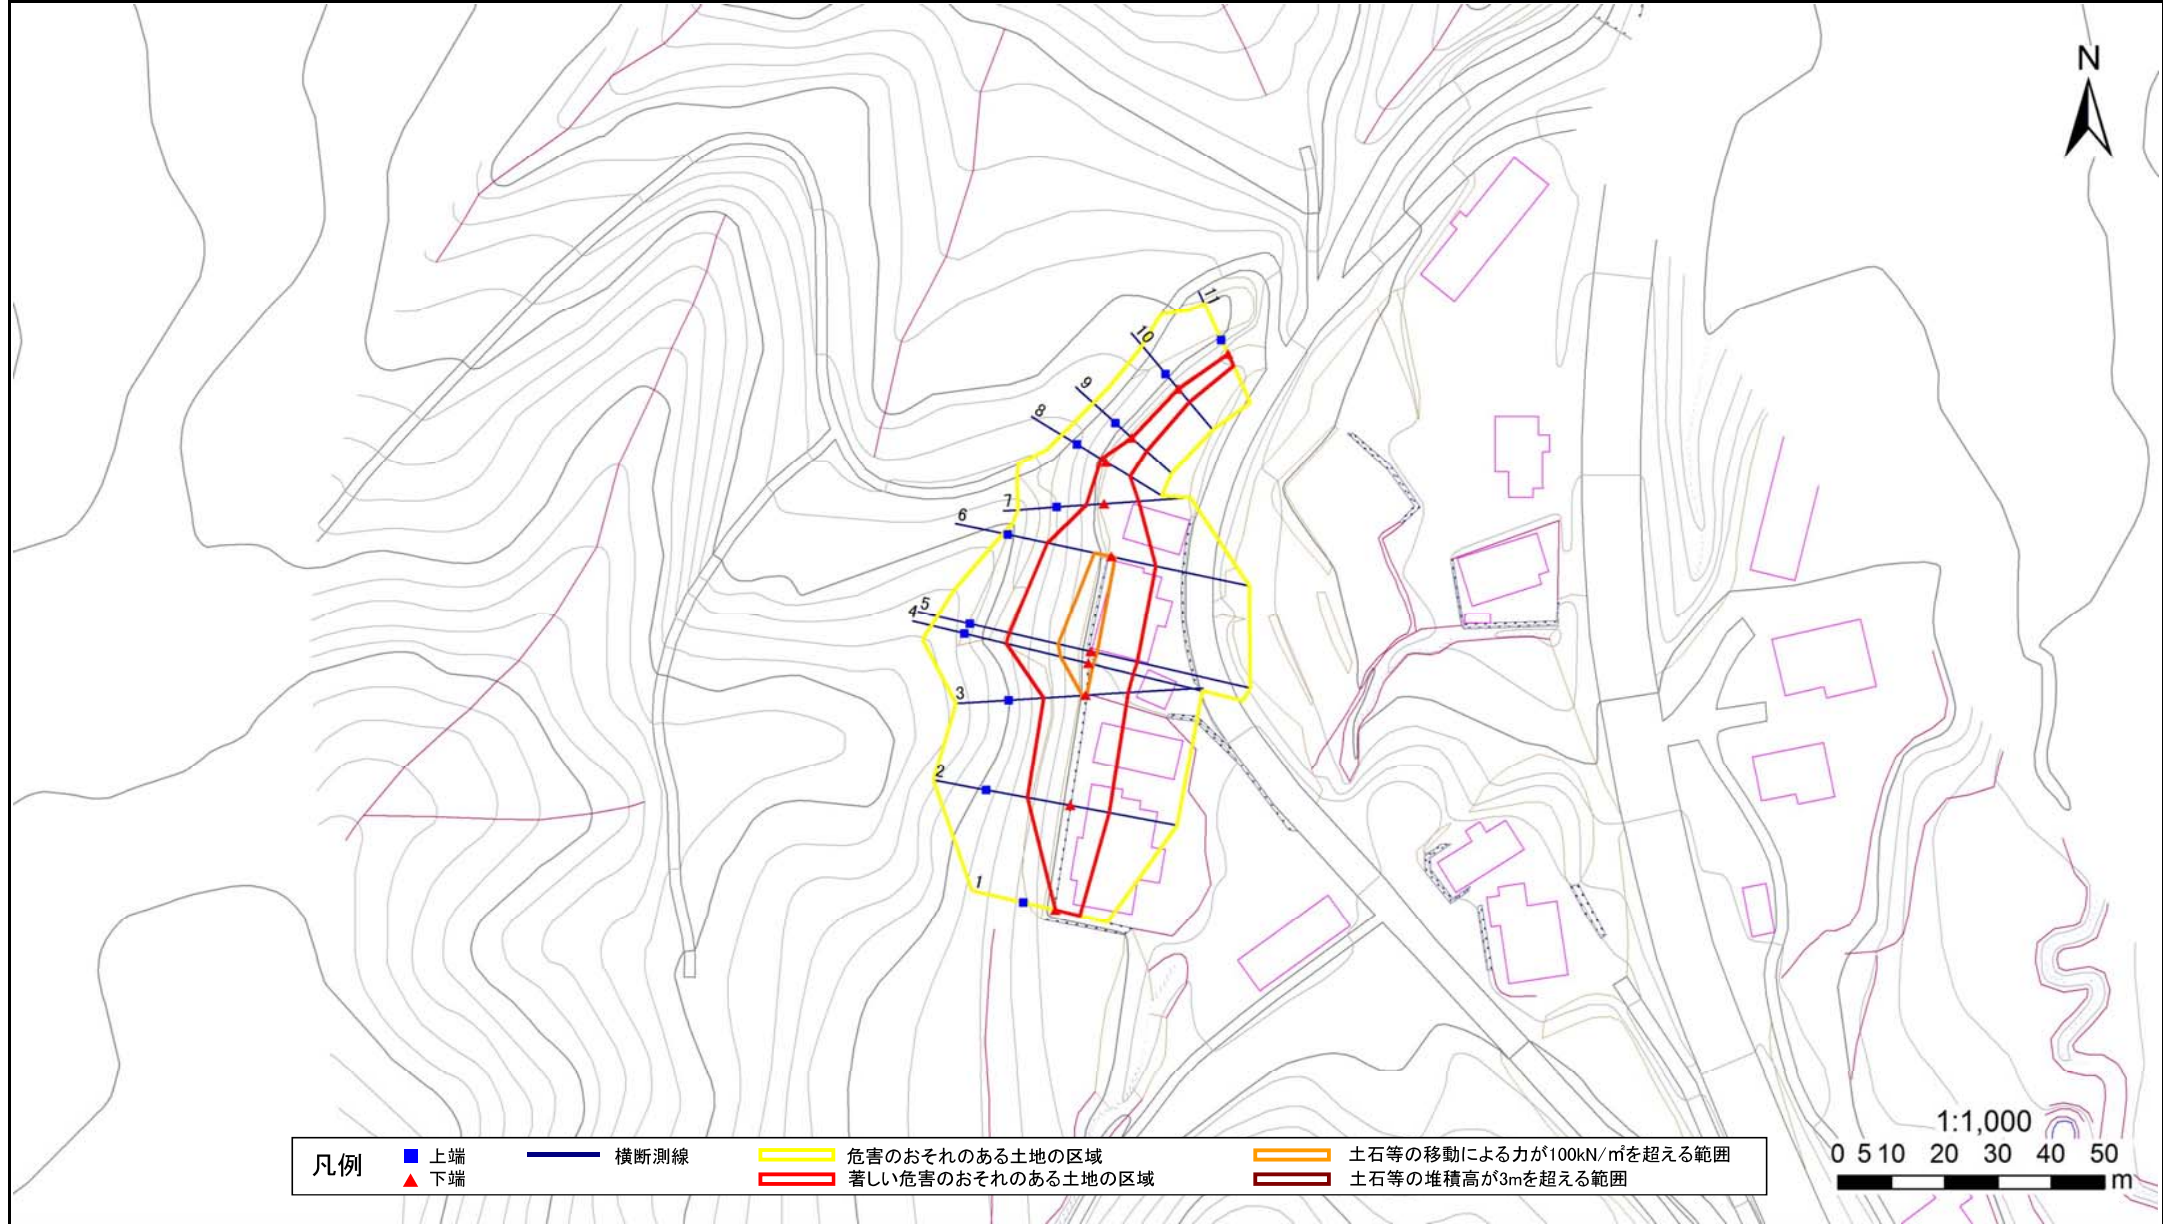 N
11
10
9
8
7
6
5
4
3
2
1
1:1,000
0 5 10 20 30 40 50
m
凡例
上端
下端
横断測線
危害のおそれのある土地の区域
著しい危害のおそれのある土地の区域
土石等の移動による力が100kN/㎡を超える範囲
土石等の堆積高が3mを超える範囲